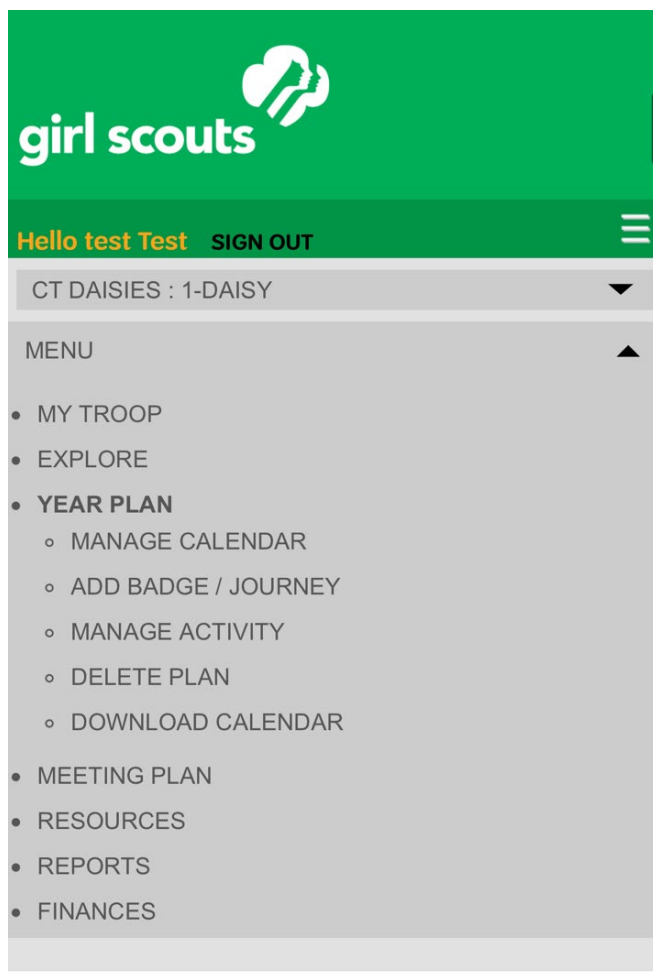 girl scouts
Hello test Test SIGN OUT
CT DAISIES : 1-DAISY
MENU
MY TROOP
EXPLORE
YEAR PLAN
MANAGE CALENDAR
ADD BADGE / JOURNEY
MANAGE ACTIVITY
DELETE PLAN
DOWNLOAD CALENDAR
MEETING PLAN
RESOURCES
REPORTS
FINANCES